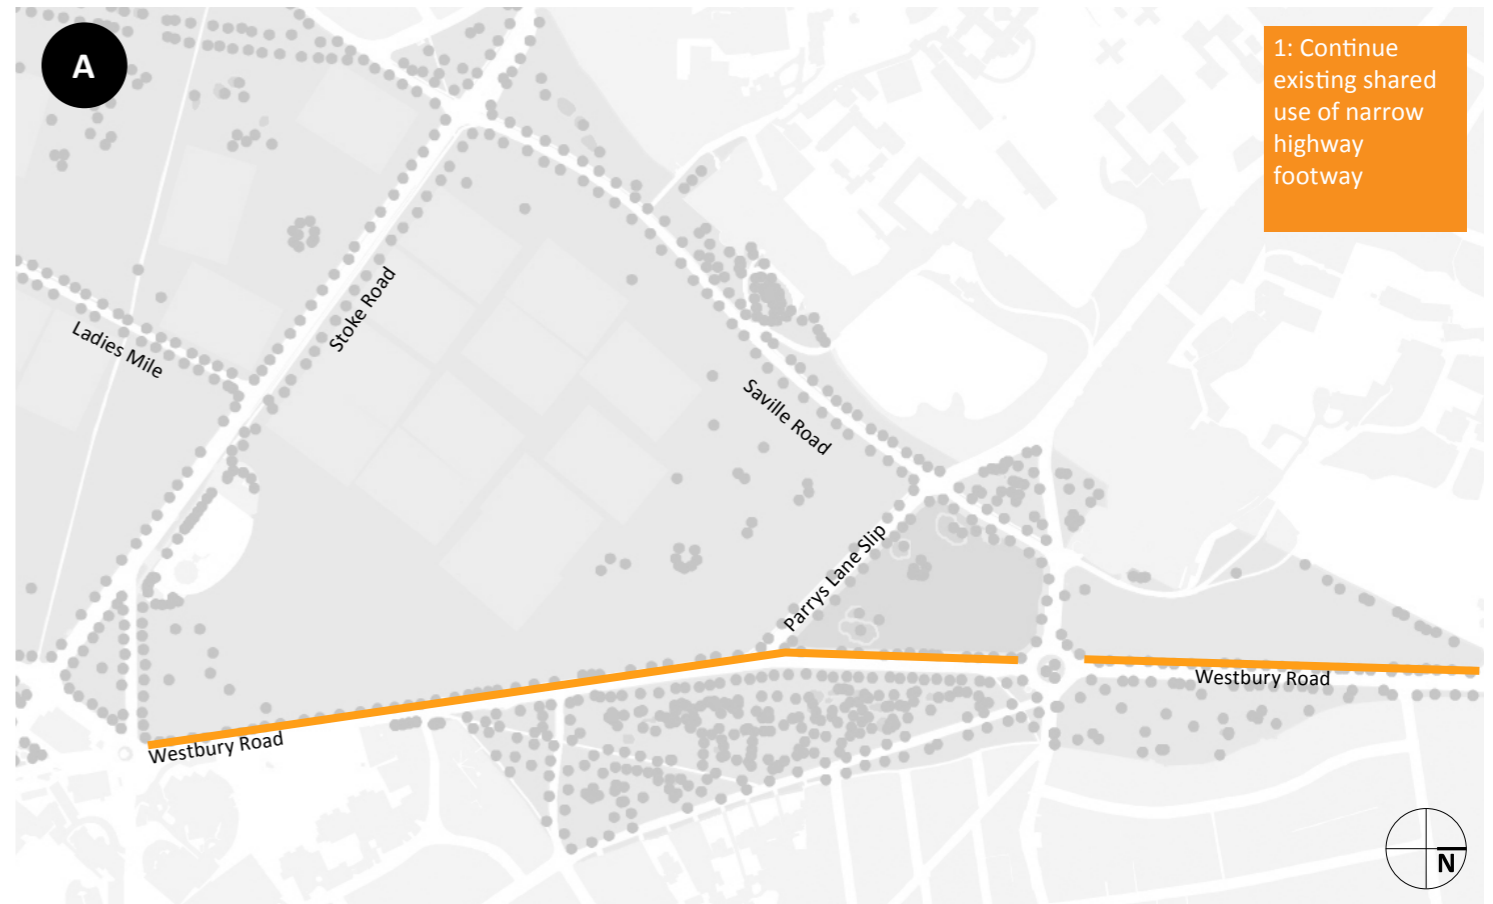 A
1: Continue
existing shared
use of narrow
highway
footway
Stoke Road
Ladies Mile
Saville Road
Parrys Lane Slip
Westbury Road
Westbury Road
N